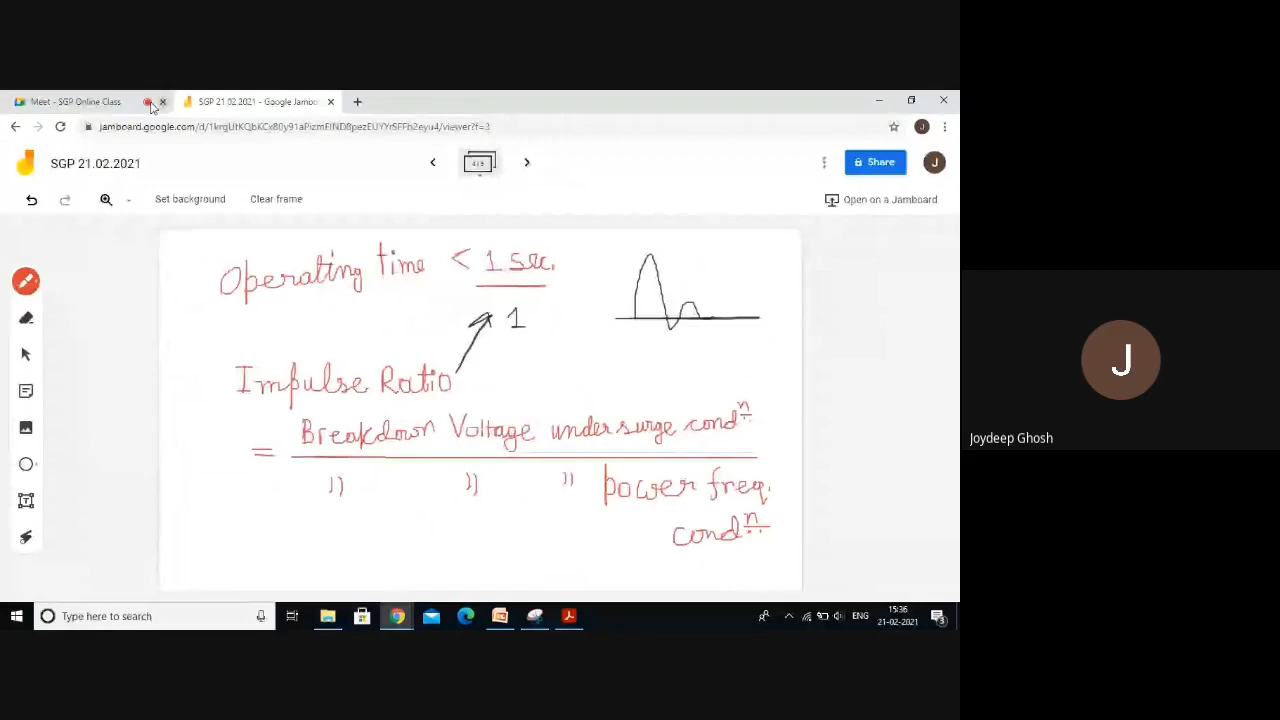 Meet - SGP Online Class
SGP 21.02.2021 - Google Jambo
SGP 21.02.2021
Share
Set background
Clear frame
Open on a Jamboard
Operating time < 1 sec.
1
Impulse Ratio
= Breakdown Voltage under surge condn
" " " power freq.
condn
J
Joydeep Ghosh
Type here to search
ENG
15:36
21-02-2021